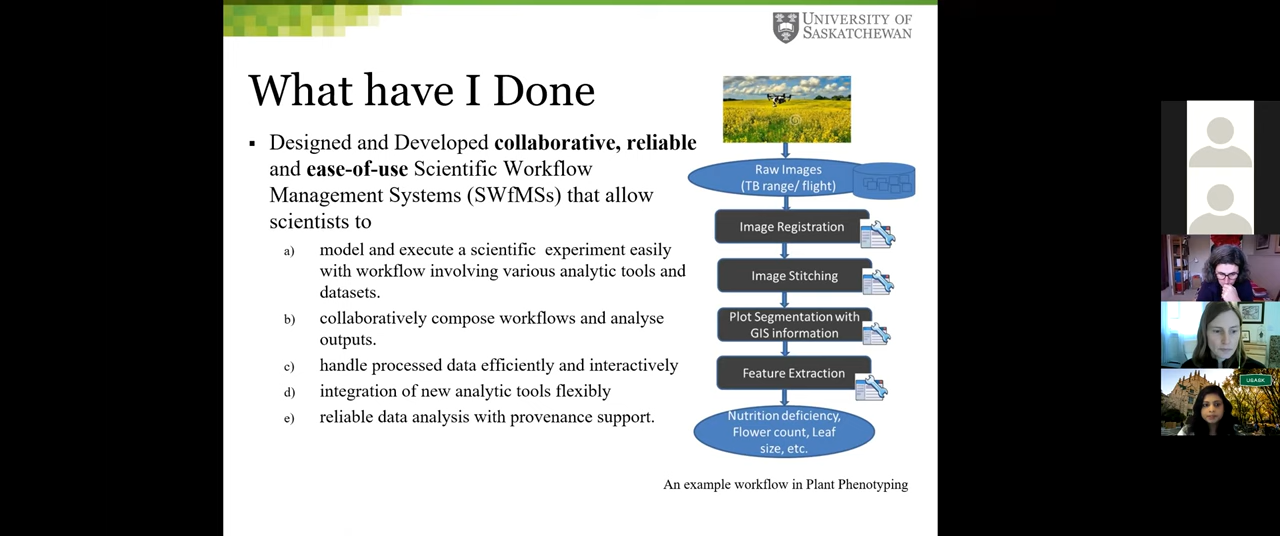 UNIVERSITY OF
SASKATCHEWAN
What have I Done
▪ Designed and Developed collaborative, reliable
and ease-of-use Scientific Workflow
Management Systems (SWfMSs) that allow
scientists to
a) model and execute a scientific experiment easily
with workflow involving various analytic tools and
datasets.
b) collaboratively compose workflows and analyse
outputs.
c) handle processed data efficiently and interactively
d) integration of new analytic tools flexibly
e) reliable data analysis with provenance support.
Raw Images
(TB range/ flight)
Image Registration
Image Stitching
Plot Segmentation with
GIS information
Feature Extraction
Nutrition deficiency,
Flower count, Leaf
size, etc.
An example workflow in Plant Phenotyping
USASK